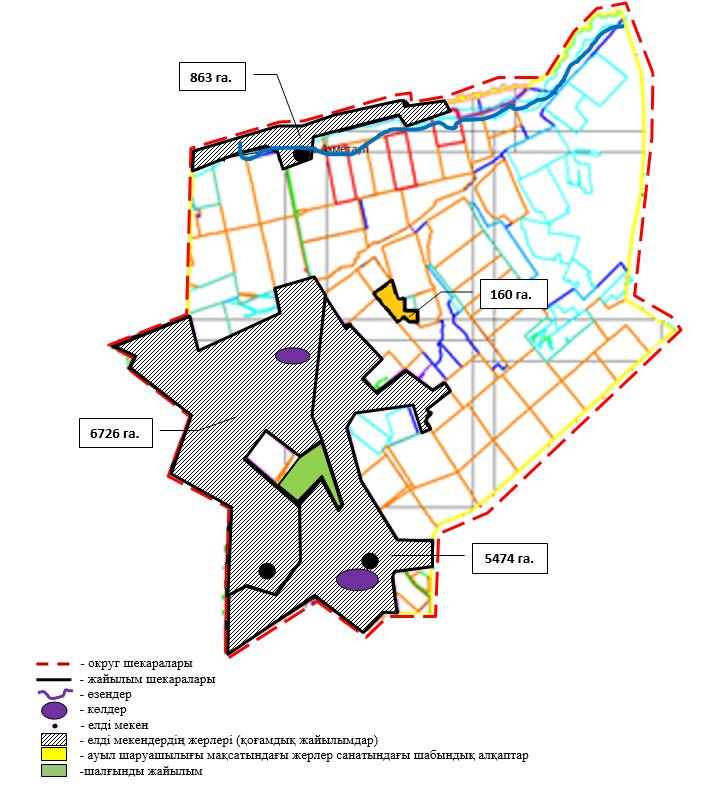 863 га.
Ахметаул
160 га.
6726 га.
5474 га.
- округ шекаралары
- жайылым шекаралары
- өзендер
- көлдер
- елді мекен
- елді мекендердің жерлері (қоғамдық жайылымдар)
- ауыл шаруашылығы мақсатындағы жерлер санатындағы шабындық алқаптар
-шалғынды жайылым